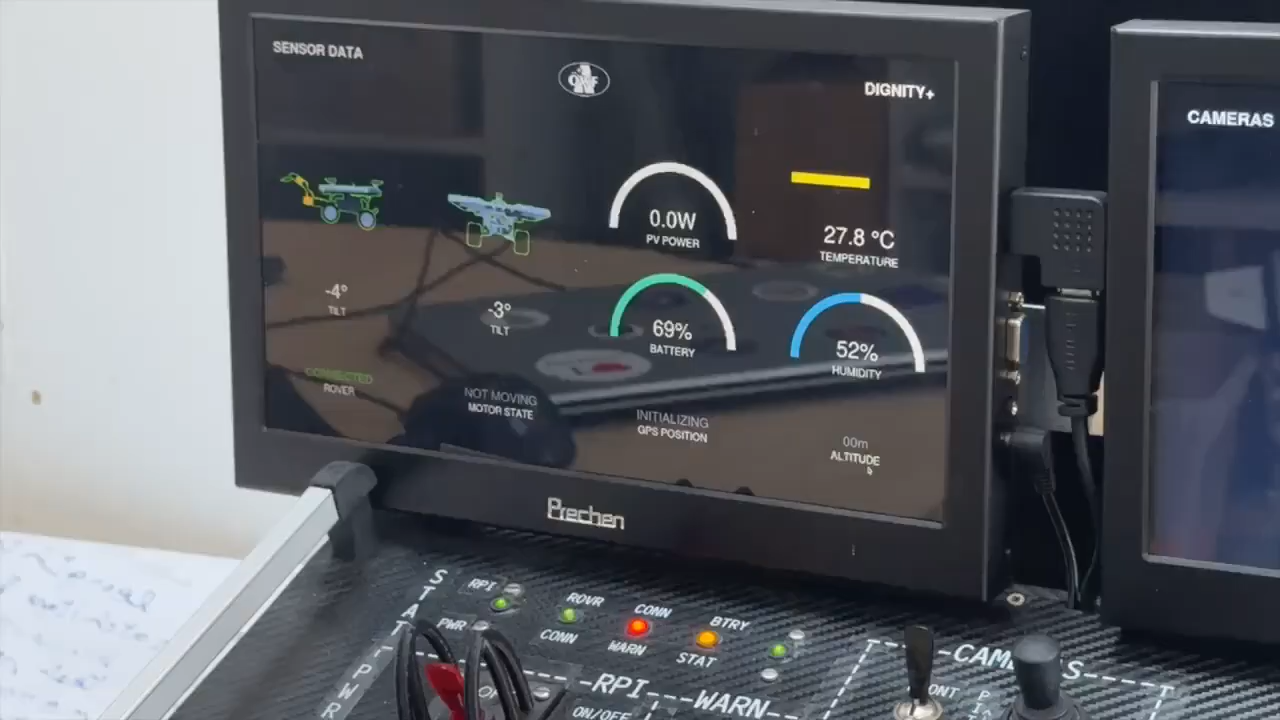 SENSOR DATA
DIGNITY+
CAMERAS
0.0W
PV POWER
27.8 °C
TEMPERATURE
-4°
TILT
-3°
TILT
69%
BATTERY
52%
HUMIDITY
CONNECTED
ROVER
NOT MOVING
MOTOR STATE
INITIALIZING
GPS POSITION
00m
ALTITUDE
Prechen
RPI
ROVR
CONN
BTRY
PWR
CONN
WARN
STAT
RPI
WARN
ON/OFF
PWR